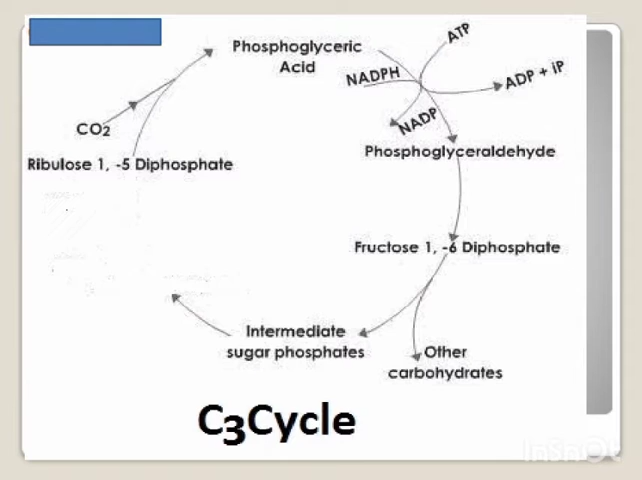 Phosphoglyceric
Acid
ATP
NADPH
ADP + iP
NADP
CO2
Phosphoglyceraldehyde
Ribulose 1, -5 Diphosphate
Fructose 1, -6 Diphosphate
Intermediate
sugar phosphates
Other
carbohydrates
C3Cycle
InShOt